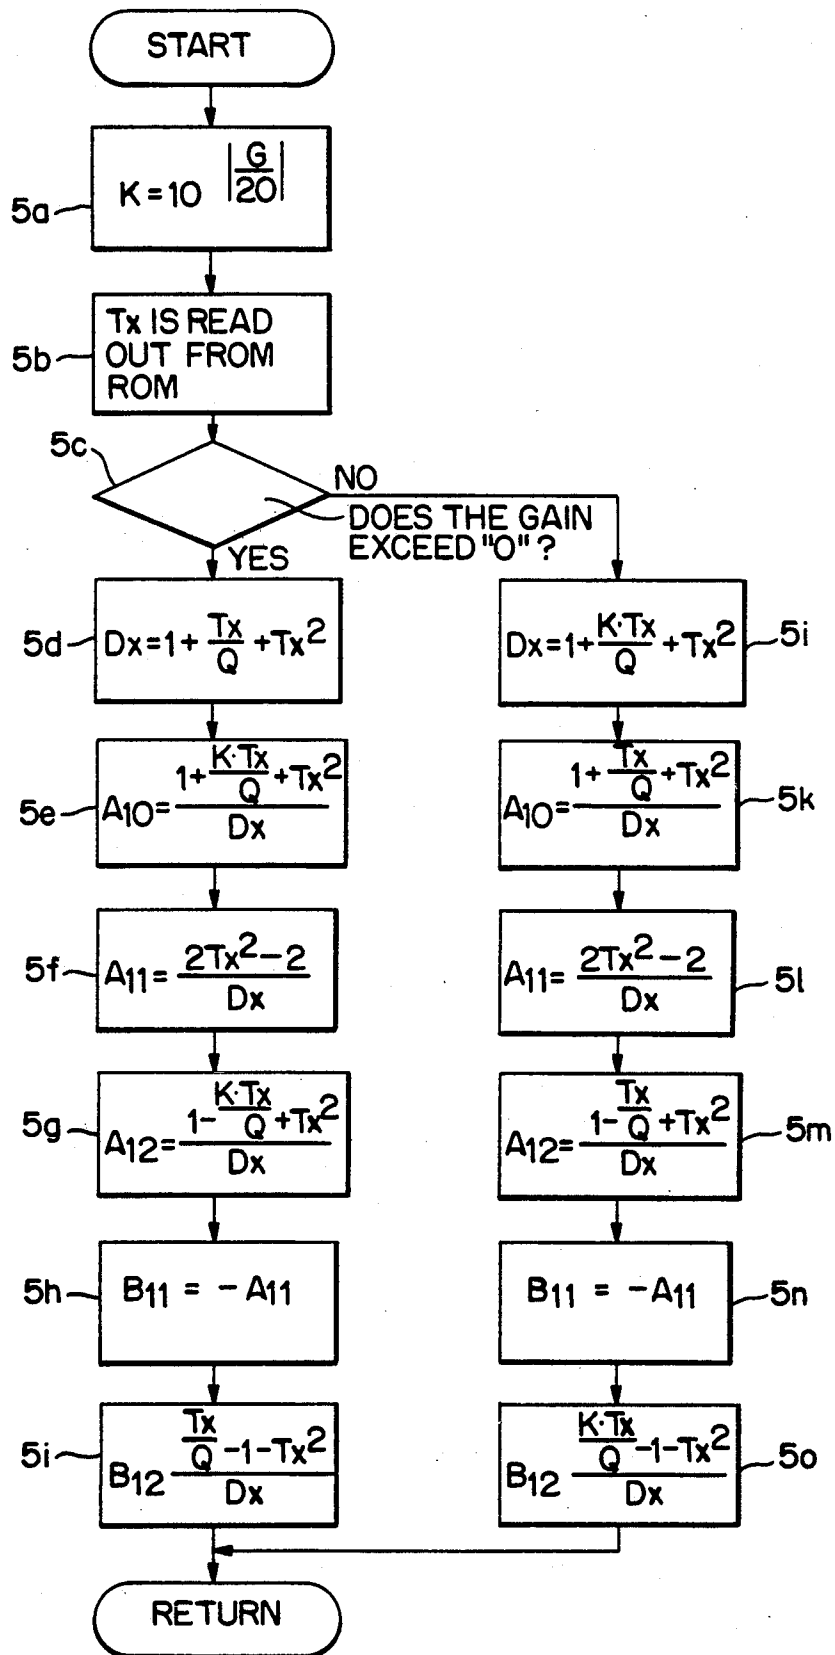 START
5a
K = 10 |G/20|
5b
Tx IS READ
OUT FROM
ROM
5c
NO
DOES THE GAIN
EXCEED "0" ?
YES
5d
Dx = 1 + Tx/Q + Tx²
5e
A10 = (1 + K·Tx/Q + Tx²)/Dx
5f
A11 = (2Tx² − 2)/Dx
5g
A12 = (1 − K·Tx/Q + Tx²)/Dx
5h
B11 = −A11
5i
B12 (Tx/Q − 1 − Tx²)/Dx
5i
Dx = 1 + K·Tx/Q + Tx²
5k
A10 = (1 + Tx/Q + Tx²)/Dx
5l
A11 = (2Tx² − 2)/Dx
5m
A12 = (1 − Tx/Q + Tx²)/Dx
5n
B11 = −A11
5o
B12 (K·Tx/Q − 1 − Tx²)/Dx
RETURN